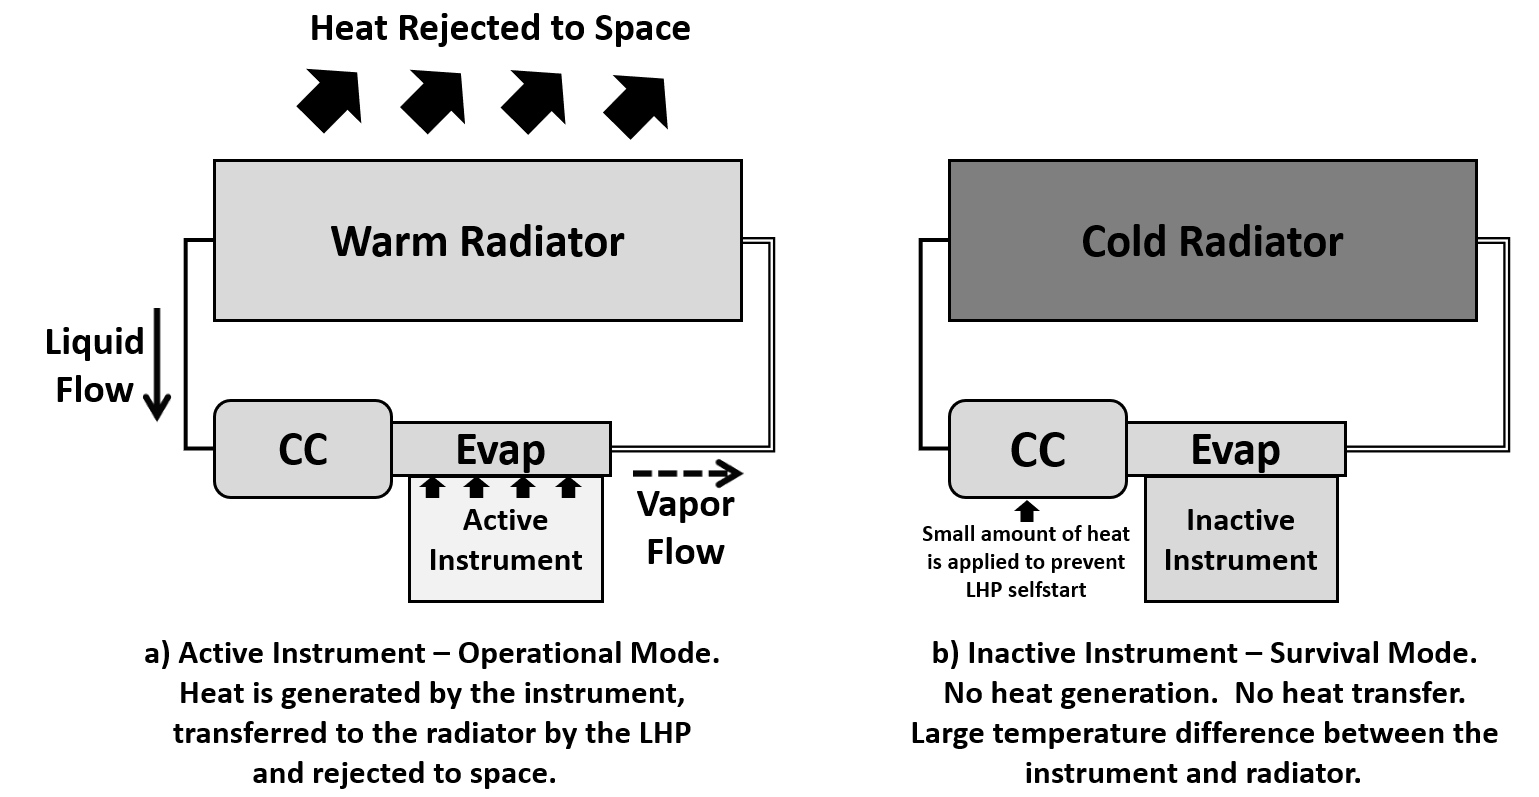 Heat Rejected to Space
Warm Radiator
Liquid
Flow
CC
Evap
Active
Instrument
Vapor
Flow
a) Active Instrument – Operational Mode.
Heat is generated by the instrument,
transferred to the radiator by the LHP
and rejected to space.
Cold Radiator
CC
Evap
Small amount of heat
is applied to prevent
LHP selfstart
Inactive
Instrument
b) Inactive Instrument – Survival Mode.
No heat generation.  No heat transfer.
Large temperature difference between the
instrument and radiator.